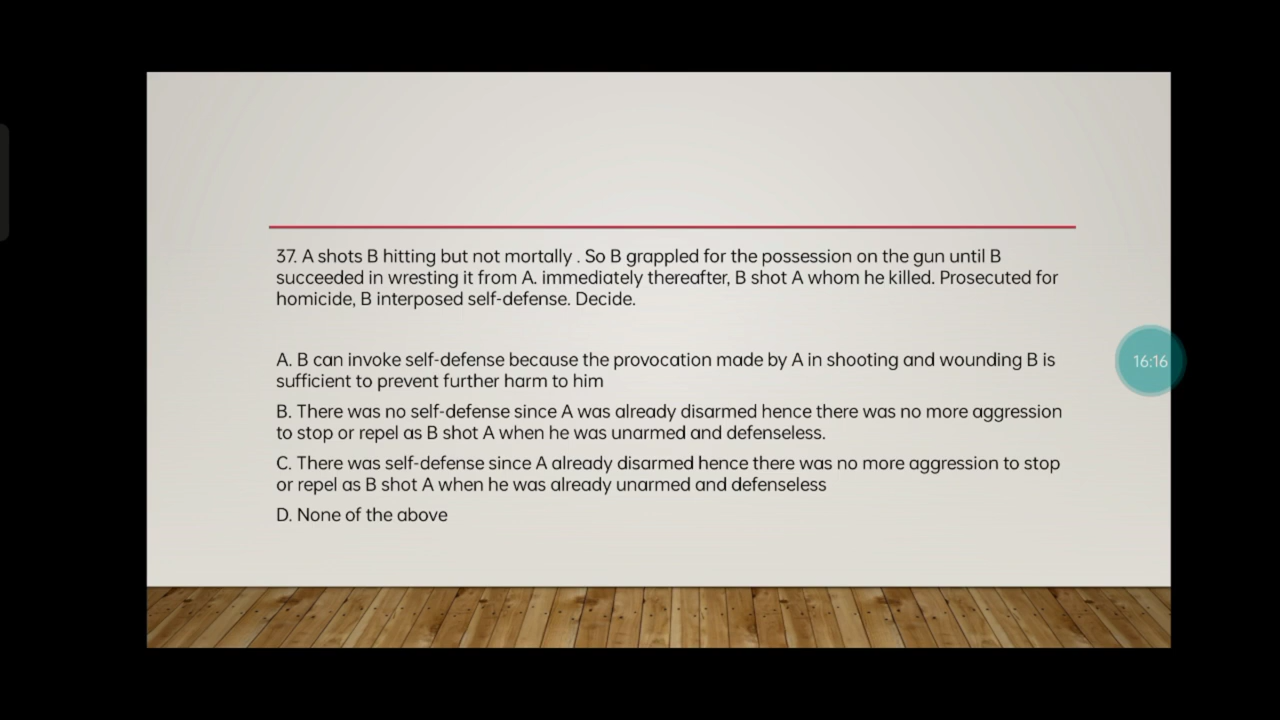 37. A shots B hitting but not mortally . So B grappled for the possession on the gun until B
succeeded in wresting it from A. immediately thereafter, B shot A whom he killed. Prosecuted for
homicide, B interposed self-defense. Decide.
A. B can invoke self-defense because the provocation made by A in shooting and wounding B is
sufficient to prevent further harm to him
B. There was no self-defense since A was already disarmed hence there was no more aggression
to stop or repel as B shot A when he was unarmed and defenseless.
C. There was self-defense since A already disarmed hence there was no more aggression to stop
or repel as B shot A when he was already unarmed and defenseless
D. None of the above
16:16